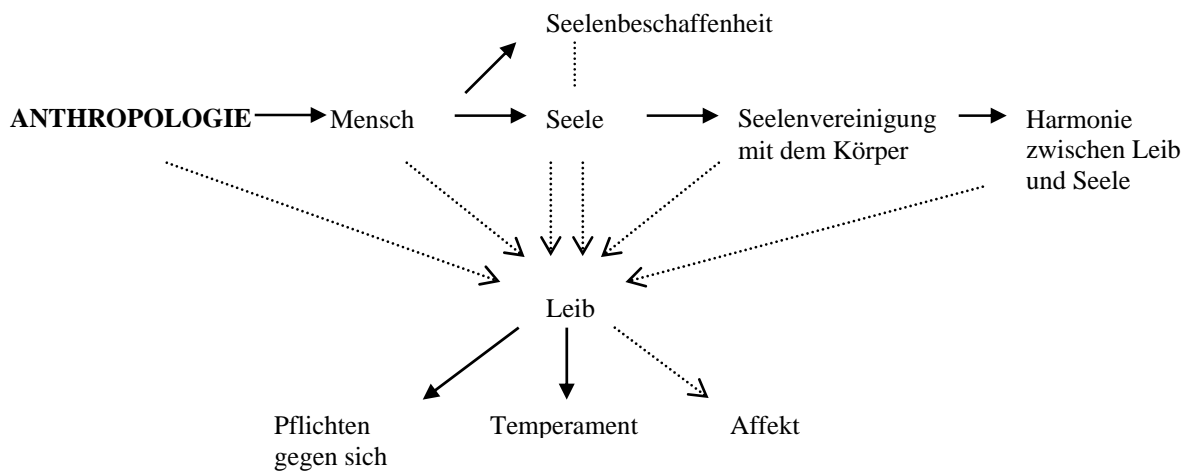 Seelenbeschaffenheit
ANTHROPOLOGIE
Mensch
Seele
Seelenvereinigung
mit dem Körper
Harmonie
zwischen Leib
und Seele
Leib
Pflichten
gegen sich
Temperament
Affekt